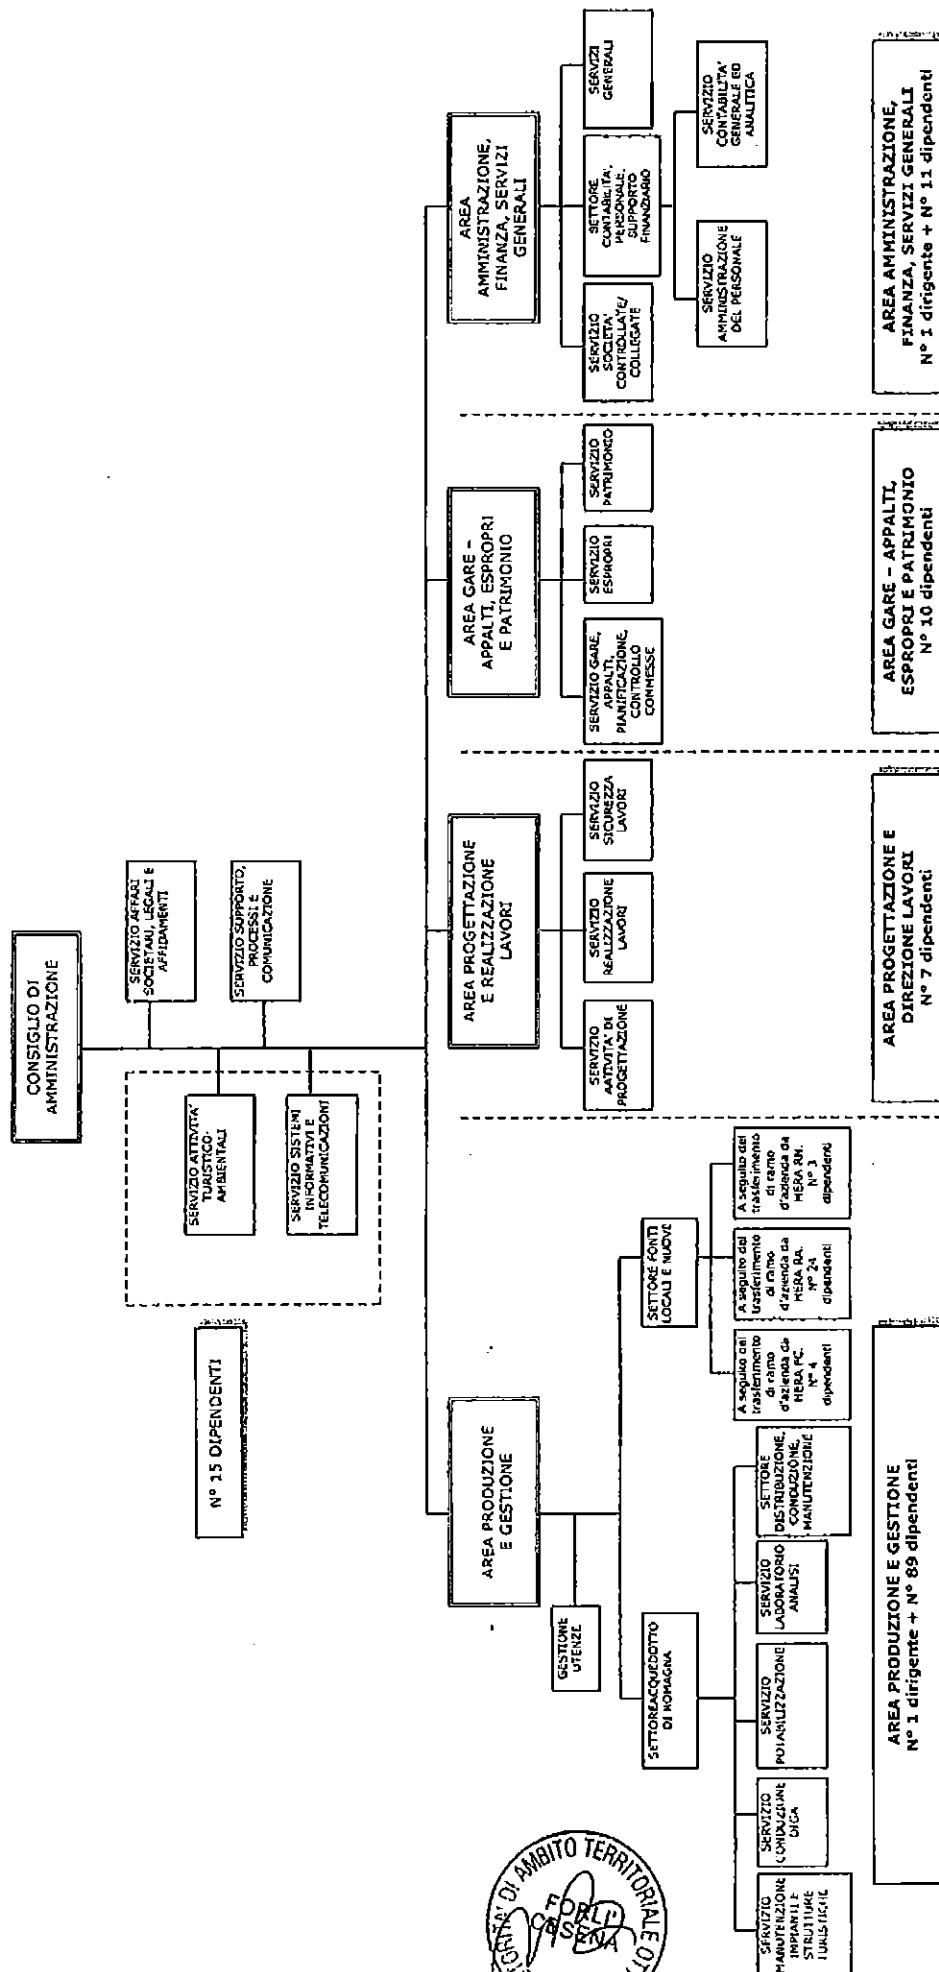 CONSIGLIO DI
AMMINISTRAZIONE
SERVIZIO AFFARI
SOCIETARI, LEGALI E
AFFIDAMENTI
SERVIZIO SUPPORTO,
PROCESSI E
COMUNICAZIONE
SERVIZIO ATTIVITA'
TURISTICO-
AMBIENTALI
SERVIZIO SISTEMI
INFORMATIVI E
TELECOMUNICAZIONI
N° 15 DIPENDENTI
AREA PRODUZIONE
E GESTIONE
AREA PROGETTAZIONE
E REALIZZAZIONE
LAVORI
AREA GARE –
APPALTI, ESPROPRI
E PATRIMONIO
AREA
AMMINISTRAZIONE,
FINANZA, SERVIZI
GENERALI
GESTIONE
UTENZE
SERVIZIO
AATIVITA' DI
PROGETTAZIONE
SERVIZIO
REALIZZAZIONE
LAVORI
SERVIZIO
SICUREZZA
LAVORI
SERVIZIO GARE,
APPALTI,
PIANIFICAZIONE,
CONTROLLO
COMMESSE
SERVIZIO
ESPROPRI
SERVIZIO
PATRIMONIO
SERVIZIO
SOCIETA'
CONTROLLATE/
COLLEGATE
SETTORE
CONTABILITA',
PERSONALE,
SUPPORTO
FINANZIARIO
SERVIZI
GENERALI
SETTOREACQUEDOTTO
DI ROMAGNA
SETTORE FONTI
LOCALI E NUOVE
SERVIZIO
AMMINISTRAZIONE
DEL PERSONALE
SERVIZIO
CONTABILITA'
GENERALE ED
ANALITICA
SERVIZIO
MANUTENZIONE
IMPIANTI E
STRUTTURE
TURISTICHE
SERVIZIO
CONDUZIONE
DIGA
SERVIZIO
POTABILIZZAZIONE
SERVIZIO
LABORATORIO
ANALISI
SETTORE
DISTRIBUZIONE,
CONDUZIONE,
MANUTENZIONE
A seguito del
trasferimento
di ramo
d'azienda da
HERA FC.
N° 4
dipendenti
A seguito del
trasferimento
di ramo
d'azienda da
HERA RA.
N° 24
dipendenti
A seguito del
trasferimento
di ramo
d'azienda da
HERA RN.
N° 3
dipendenti
AREA PRODUZIONE E GESTIONE
N° 1 dirigente + N° 89 dipendenti
AREA PROGETTAZIONE E
DIREZIONE LAVORI
N° 7 dipendenti
AREA GARE – APPALTI,
ESPROPRI E PATRIMONIO
N° 10 dipendenti
AREA AMMINISTRAZIONE,
FINANZA, SERVIZI GENERALI
N° 1 dirigente + N° 11 dipendenti
DI AMBITO TERRITORIALE
FORLI'
CESENA